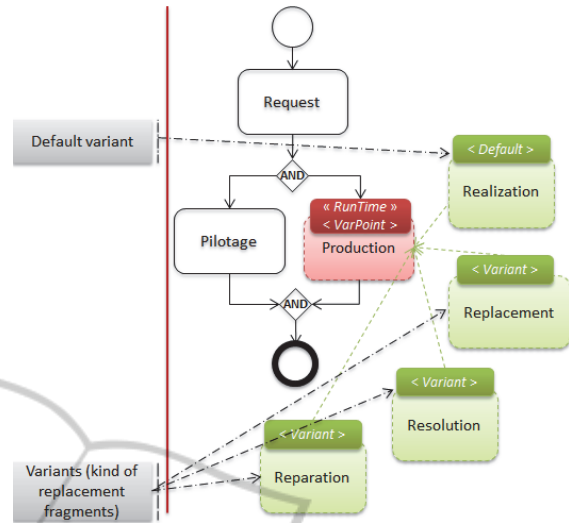 Request
Default variant
< Default >
Realization
AND
« RunTime »
< VarPoint >
Production
Pilotage
< Variant >
Replacement
AND
< Variant >
Resolution
< Variant >
Reparation
Variants (kind of
replacement
fragments)